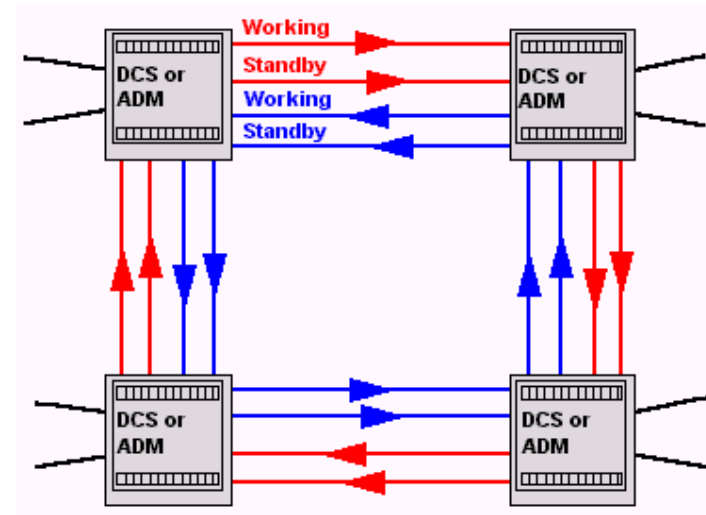 Working
Standby
Working
Standby
DCS or
ADM
DCS or
ADM
DCS or
ADM
DCS or
ADM